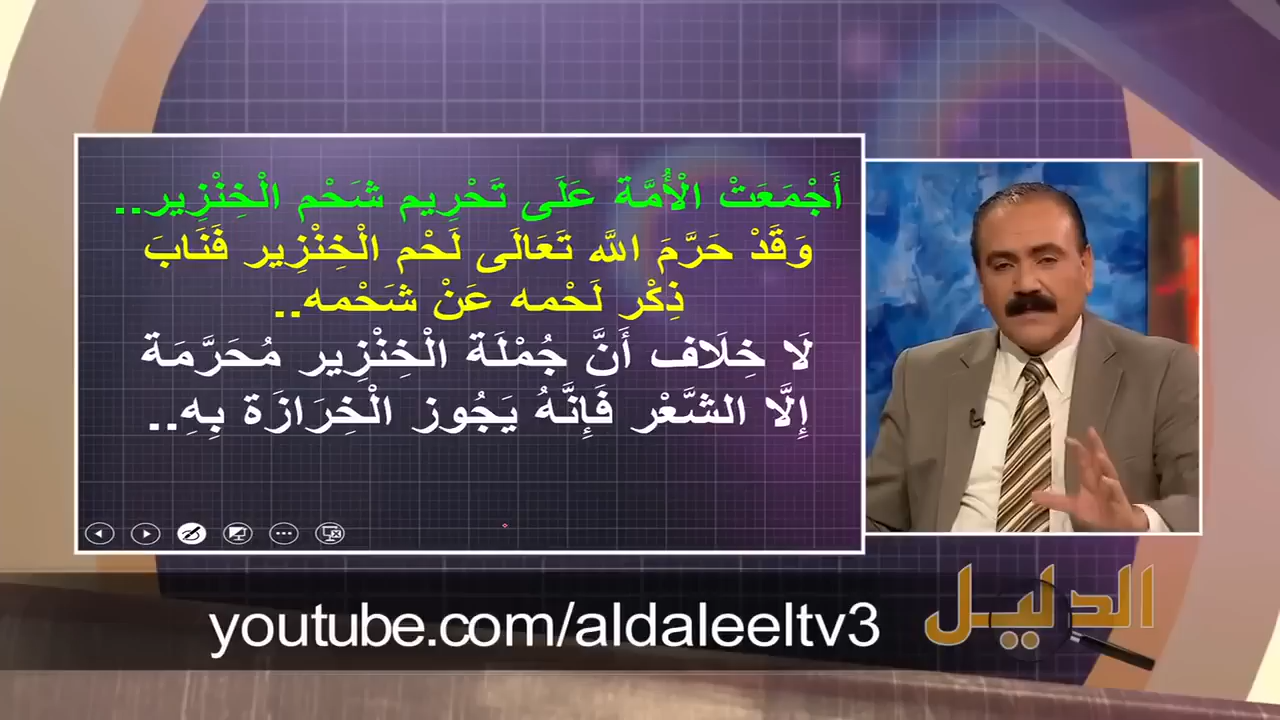 أَجْمَعَتْ الْأُمَّة عَلَى تَحْرِيم شَحْم الْخِنْزِير..
وَقَدْ حَرَّمَ اللَّه تَعَالَى لَحْم الْخِنْزِير فَنَابَ
ذِكْر لَحْمه عَنْ شَحْمه..
لَا خِلَاف أَنَّ جُمْلَة الْخِنْزِير مُحَرَّمَة
إِلَّا الشَّعْر فَإِنَّهُ يَجُوز الْخِرَازَة بِهِ..
الدليل
youtube.com/aldaleeltv3